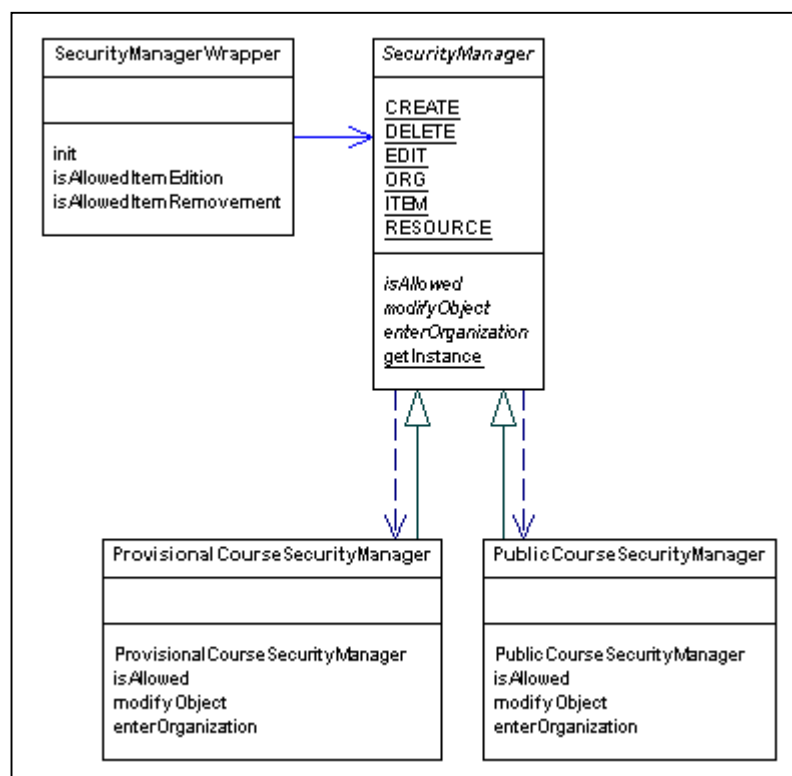 SecurityManagerWrapper
init
isAllowedItemEdition
isAllowedItemRemovement
SecurityManager
CREATE
DELETE
EDIT
ORG
ITEM
RESOURCE
isAllowed
modifyObject
enterOrganization
getInstance
ProvisionalCourseSecurityManager
ProvisionalCourseSecurityManager
isAllowed
modifyObject
enterOrganization
PublicCourseSecurityManager
PublicCourseSecurityManager
isAllowed
modifyObject
enterOrganization